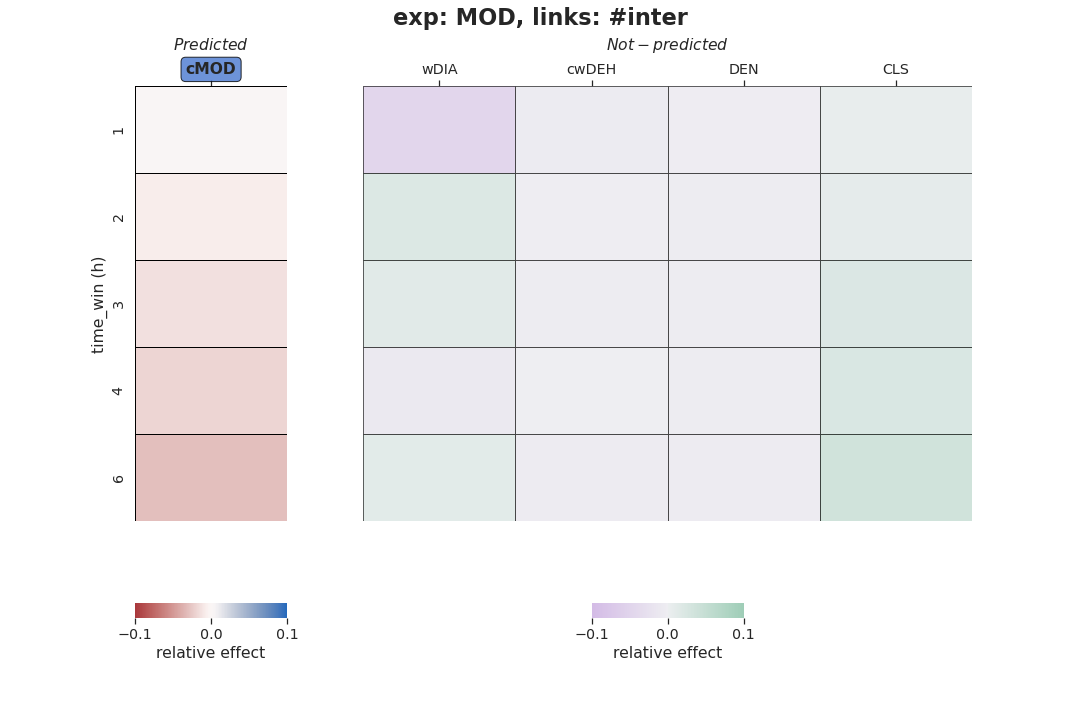 exp: MOD, links: #inter
Predicted
Not − predicted
cMOD
wDIA
cwDEH
DEN
CLS
time_win (h)
1
2
3
4
6
−0.1
0.0
0.1
relative effect
−0.1
0.0
0.1
relative effect